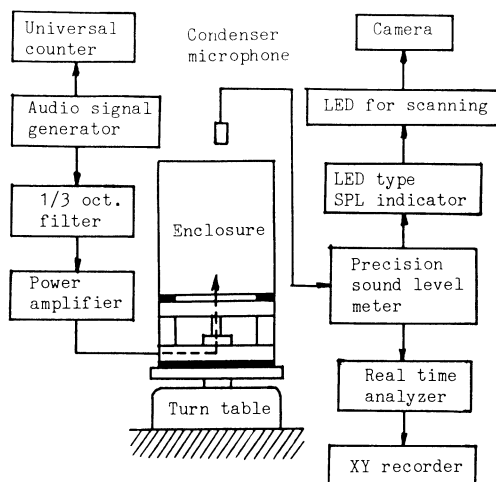 Universal
counter
Audio signal
generator
1/3 oct.
filter
Power
amplifier
Condenser
microphone
Enclosure
Turn table
Camera
LED for scanning
LED type
SPL indicator
Precision
sound level
meter
Real time
analyzer
XY recorder